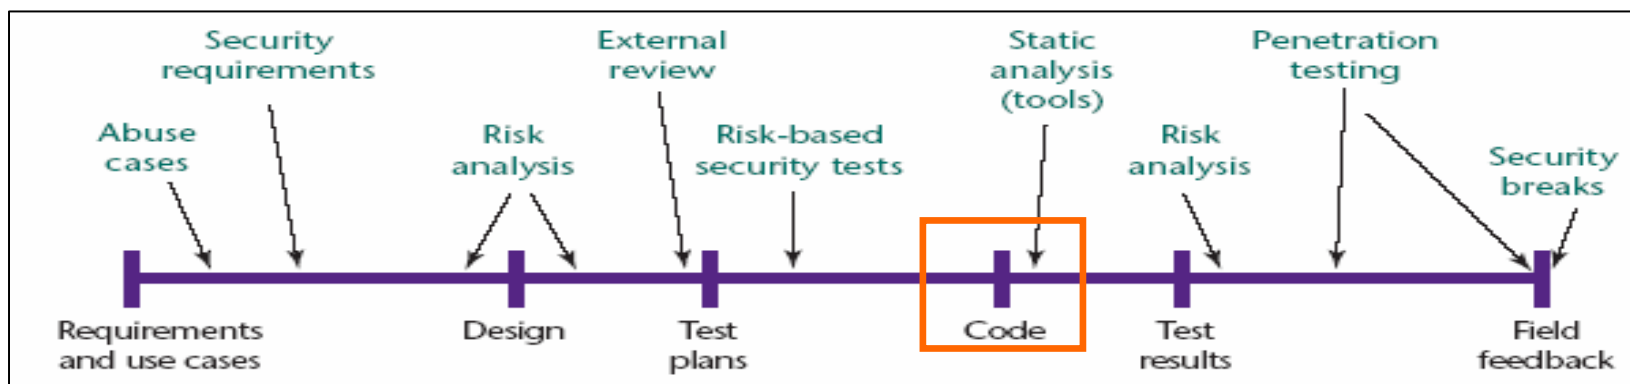 Security
requirements
External
review
Static
analysis
(tools)
Penetration
testing
Abuse
cases
Risk
analysis
Risk-based
security tests
Risk
analysis
Security
breaks
Requirements
and use cases
Design
Test
plans
Code
Test
results
Field
feedback